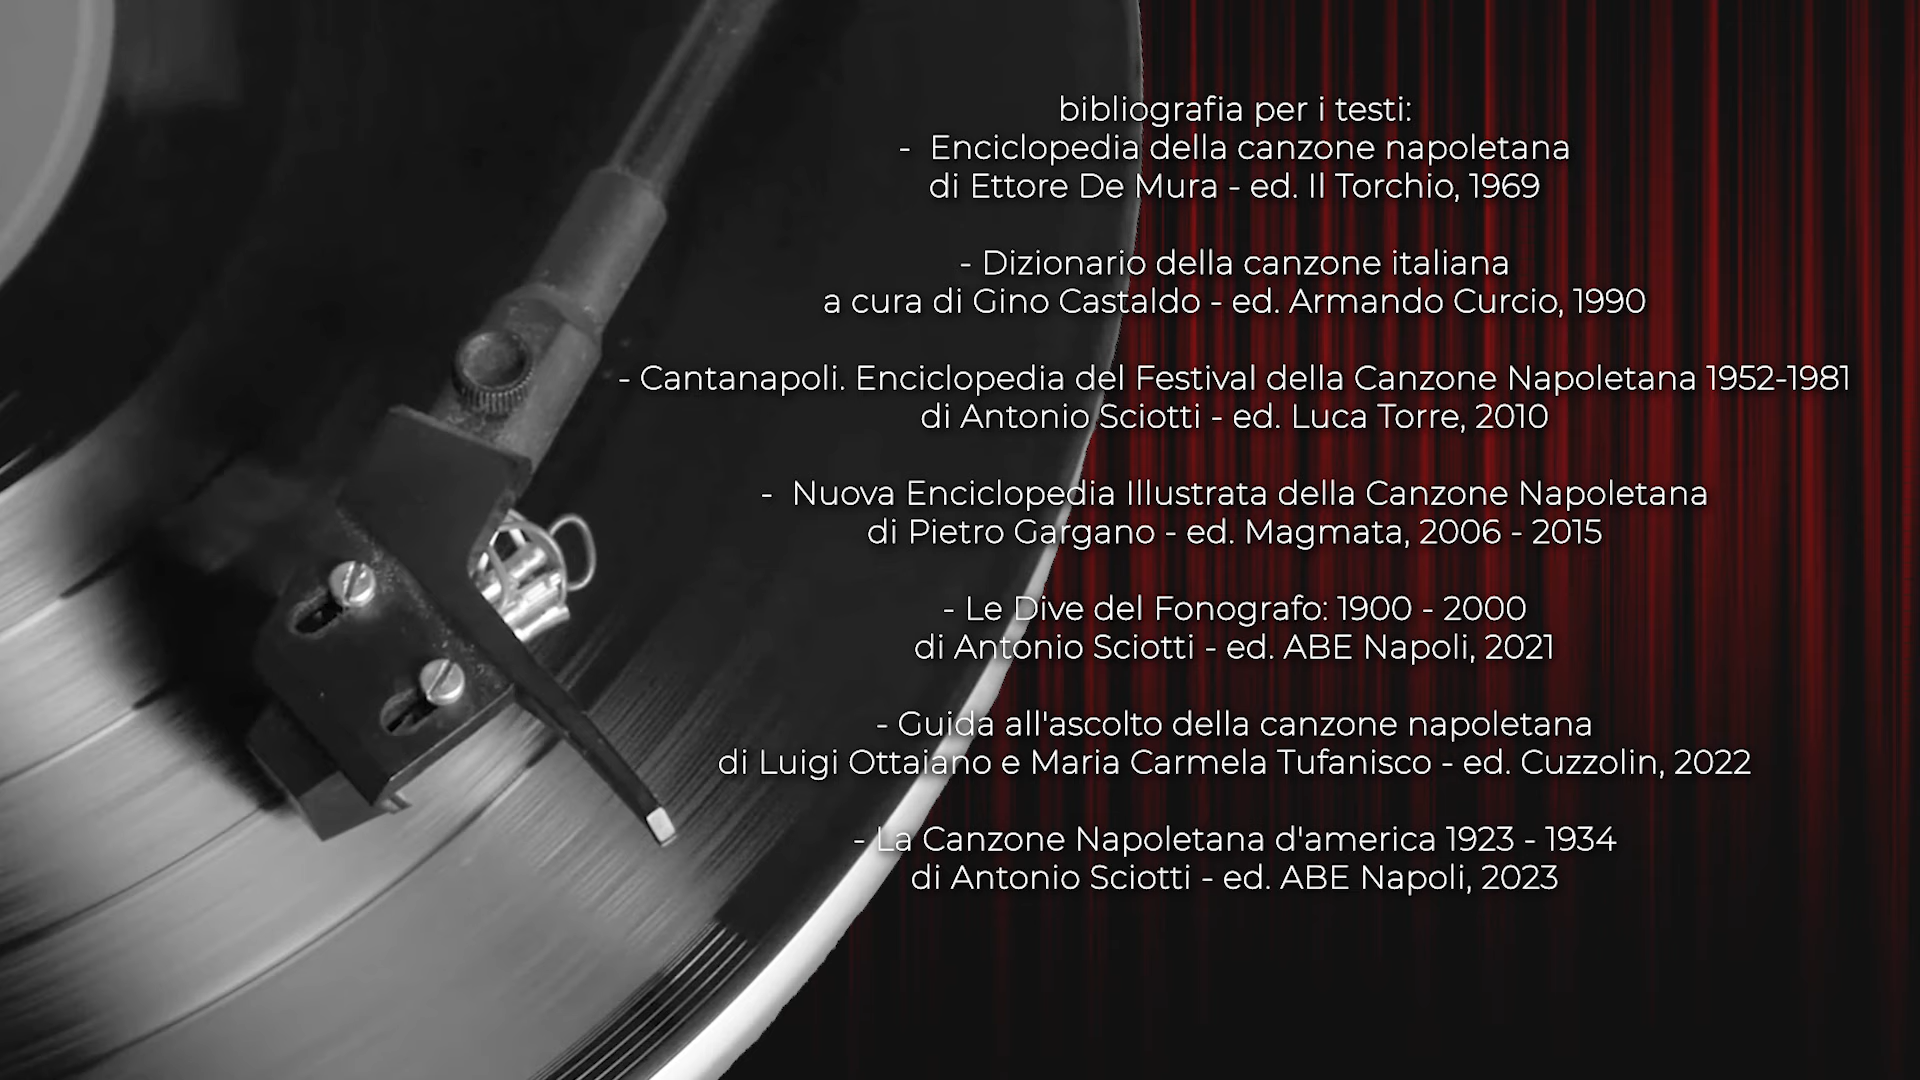 bibliografia per i testi:
- Enciclopedia della canzone napoletana
di Ettore De Mura - ed. Il Torchio, 1969
- Dizionario della canzone italiana
a cura di Gino Castaldo - ed. Armando Curcio, 1990
- Cantanapoli. Enciclopedia del Festival della Canzone Napoletana 1952-1981
di Antonio Sciotti - ed. Luca Torre, 2010
- Nuova Enciclopedia Illustrata della Canzone Napoletana
di Pietro Gargano - ed. Magmata, 2006 - 2015
- Le Dive del Fonografo: 1900 - 2000
di Antonio Sciotti - ed. ABE Napoli, 2021
- Guida all'ascolto della canzone napoletana
di Luigi Ottaiano e Maria Carmela Tufanisco - ed. Cuzzolin, 2022
- La Canzone Napoletana d'america 1923 - 1934
di Antonio Sciotti - ed. ABE Napoli, 2023